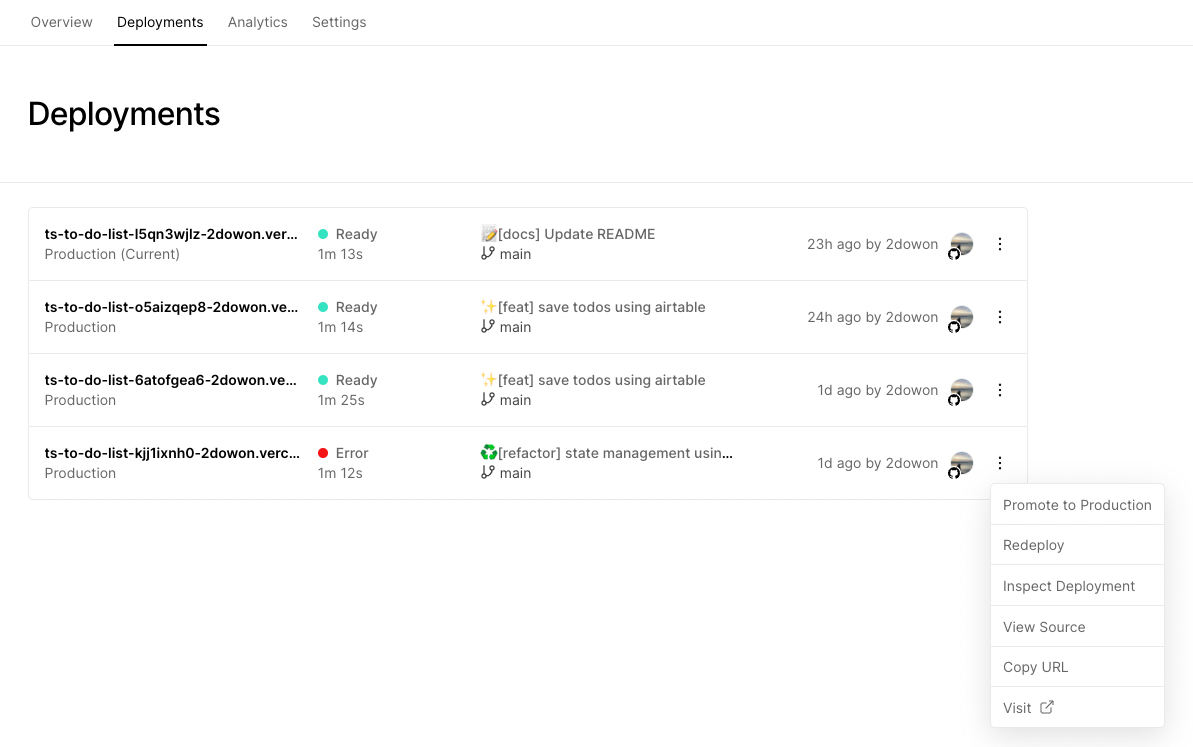 Overview Deployments Analytics Settings
Deployments
ts-to-do-list-l5qn3wjlz-2dowon.ver... Ready 📝[docs] Update README 23h ago by 2dowon
Production (Current) 1m 13s main
ts-to-do-list-o5aizqep8-2dowon.ve... Ready ✨[feat] save todos using airtable 24h ago by 2dowon
Production 1m 14s main
ts-to-do-list-6atofgea6-2dowon.ve... Ready ✨[feat] save todos using airtable 1d ago by 2dowon
Production 1m 25s main
ts-to-do-list-kjj1ixnh0-2dowon.verc... Error ♻️[refactor] state management usin... 1d ago by 2dowon
Production 1m 12s main
Promote to Production
Redeploy
Inspect Deployment
View Source
Copy URL
Visit